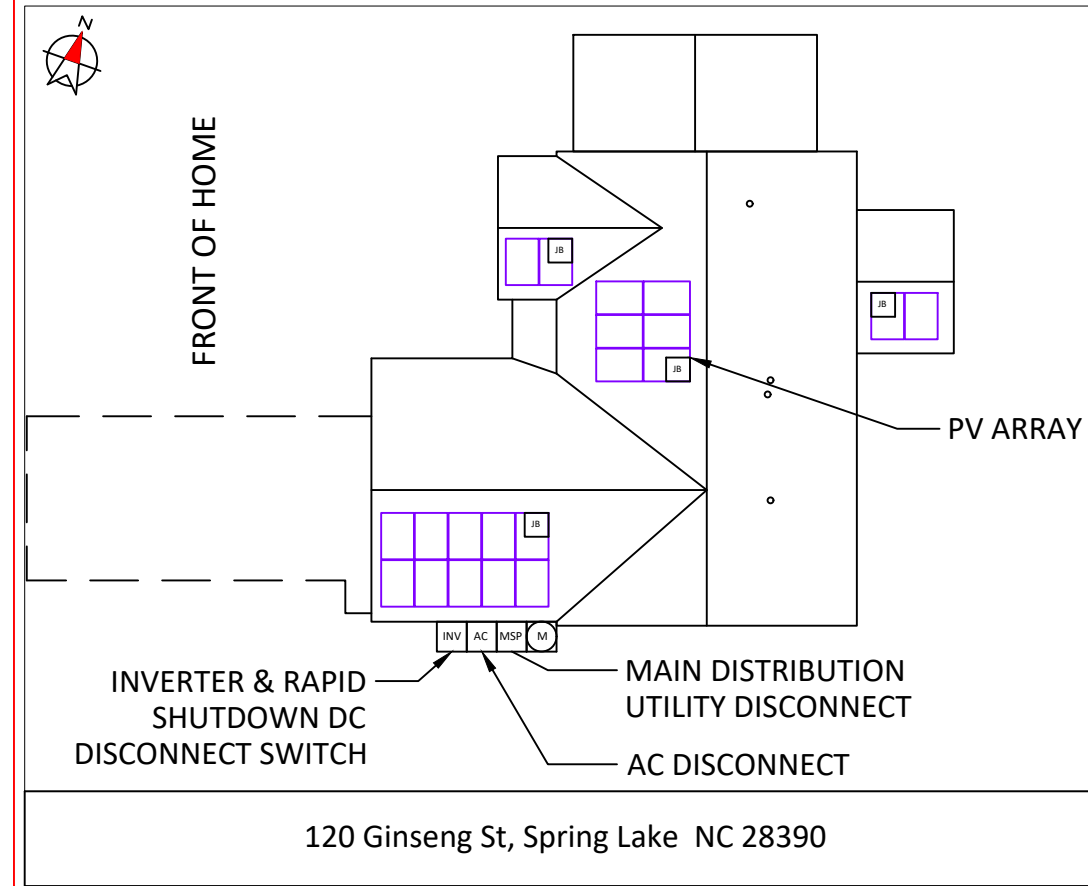 N
FRONT OF HOME
JB
JB
JB
PV ARRAY
JB
INV
AC
MSP
M
INVERTER & RAPID
SHUTDOWN DC
DISCONNECT SWITCH
MAIN DISTRIBUTION
UTILITY DISCONNECT
AC DISCONNECT
120 Ginseng St, Spring Lake  NC 28390